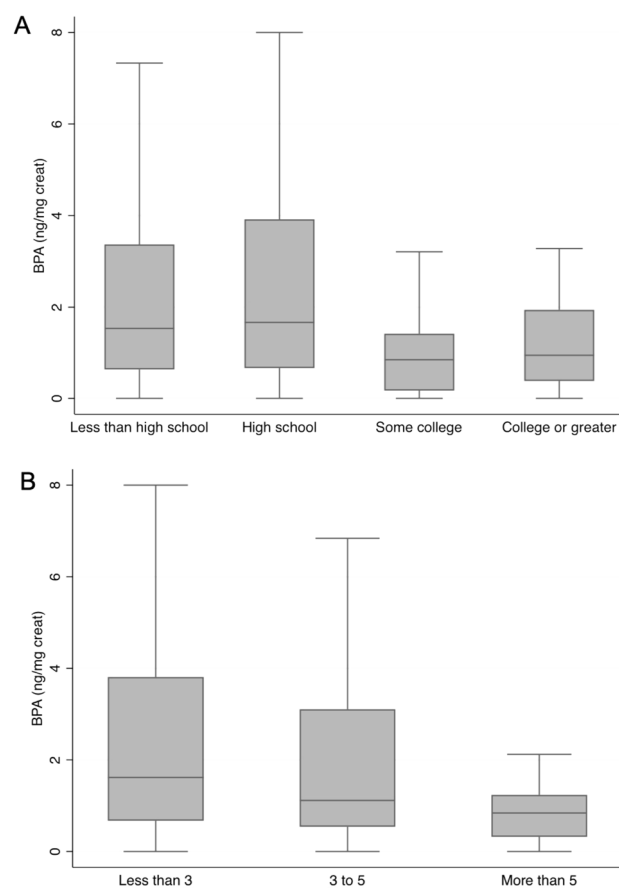 A
BPA (ng/mg creat)
8
6
4
2
0
Less than high school High school Some college College or greater
B
BPA (ng/mg creat)
8
6
4
2
0
Less than 3 3 to 5 More than 5